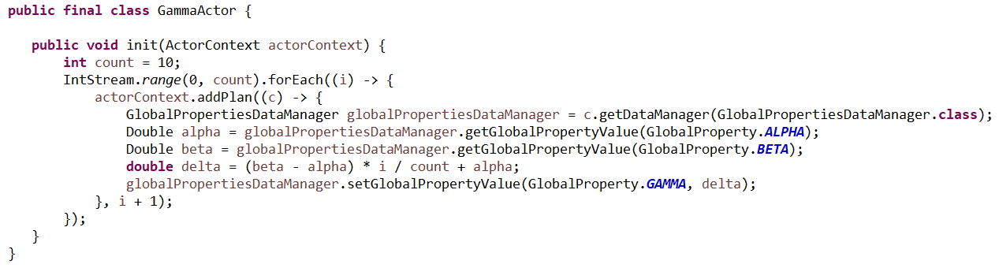 public final class GammaActor {
public void init(ActorContext actorContext) {
int count = 10;
IntStream.range(0, count).forEach((i) -> {
actorContext.addPlan((c) -> {
GlobalPropertiesDataManager globalPropertiesDataManager = c.getDataManager(GlobalPropertiesDataManager.class);
Double alpha = globalPropertiesDataManager.getGlobalPropertyValue(GlobalProperty.ALPHA);
Double beta = globalPropertiesDataManager.getGlobalPropertyValue(GlobalProperty.BETA);
double delta = (beta - alpha) * i / count + alpha;
globalPropertiesDataManager.setGlobalPropertyValue(GlobalProperty.GAMMA, delta);
}, i + 1);
});
}
}